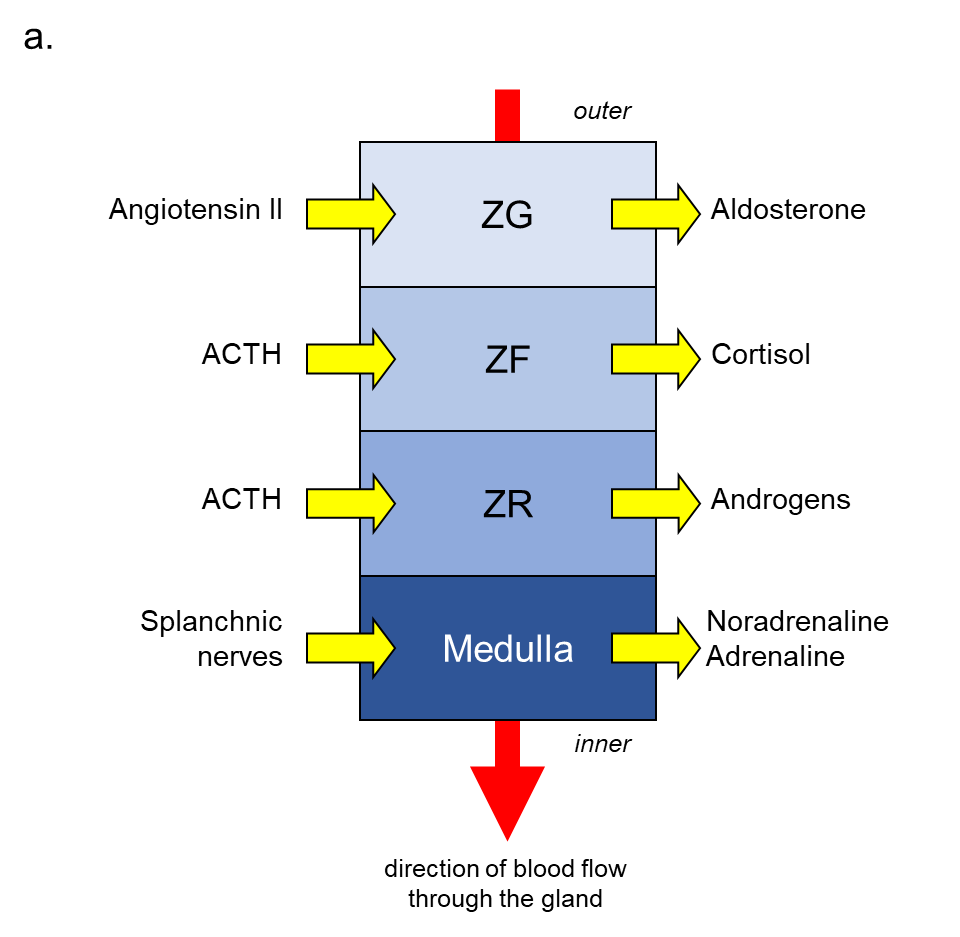 a.
outer
Angiotensin II
ZG
Aldosterone
ACTH
ZF
Cortisol
ACTH
ZR
Androgens
Splanchnic
nerves
Medulla
Noradrenaline
Adrenaline
inner
direction of blood flow
through the gland